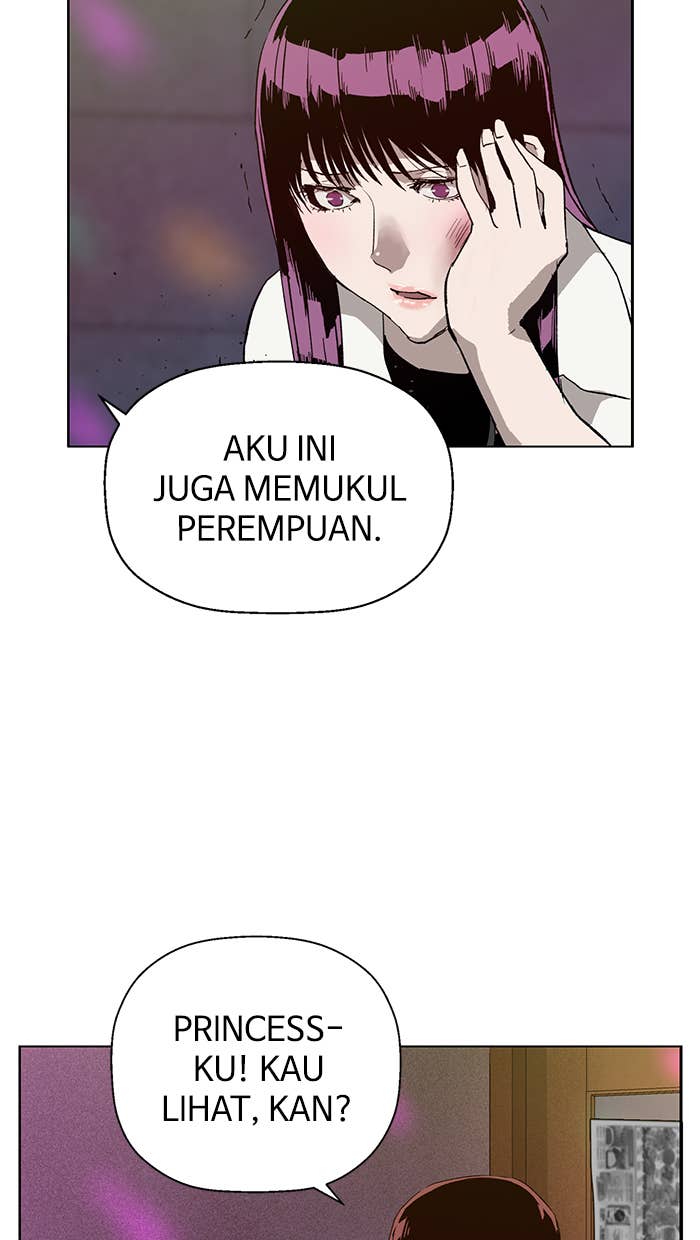 AKU INI
JUGA MEMUKUL
PEREMPUAN.
PRINCESS-
KU! KAU
LIHAT, KAN?